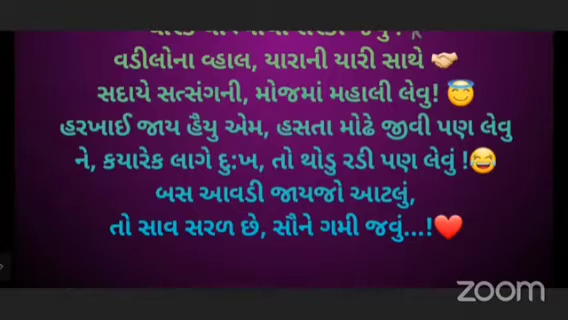 વડીલોના વ્હાલ, યારાની યારી સાથે 🤝
સદાયે સત્સંગની, મોજમાં મહાલી લેવુ! 😇
હરખાઈ જાય હૈયુ એમ, હસતા મોઢે જીવી પણ લેવુ
ને, કયારેક લાગે દુ:ખ, તો થોડુ રડી પણ લેવું !😂
બસ આવડી જાયજો આટલું,
તો સાવ સરળ છે, સૌને ગમી જવું...!❤️
zoom